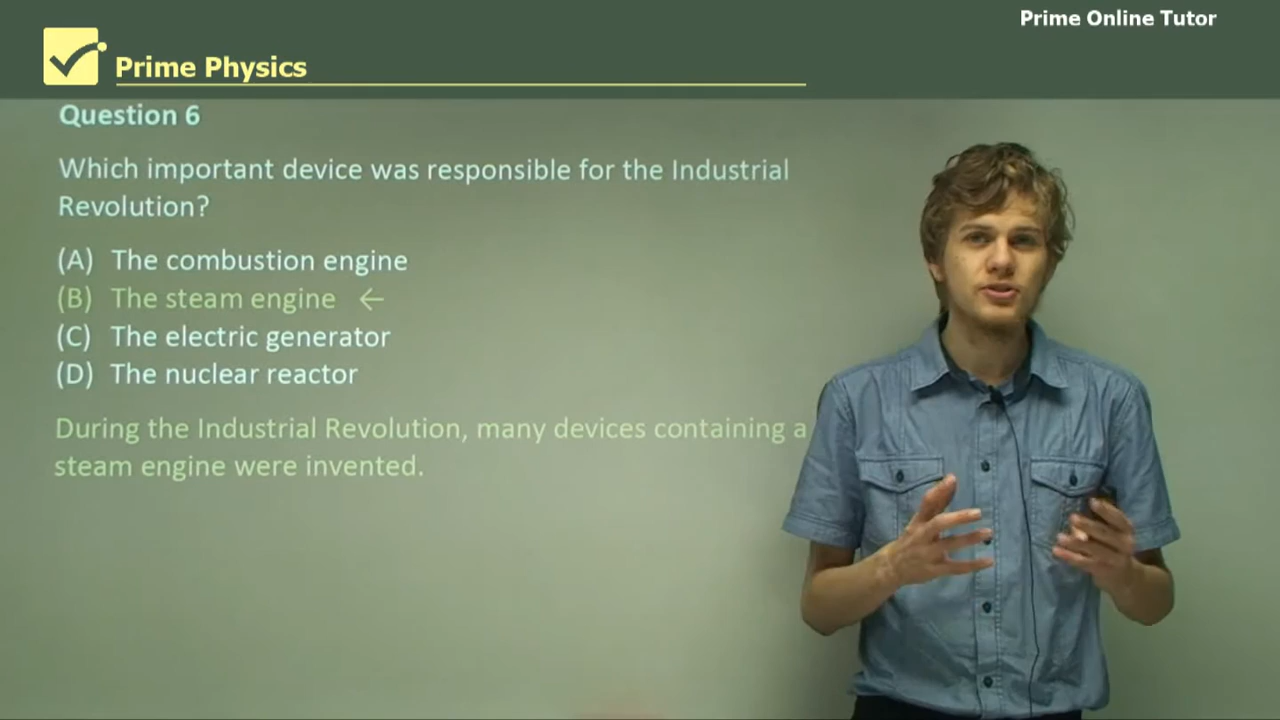 Prime Online Tutor
Prime Physics
Question 6
Which important device was responsible for the Industrial
Revolution?
(A) The combustion engine
(B) The steam engine ←
(C) The electric generator
(D) The nuclear reactor
During the Industrial Revolution, many devices containing a
steam engine were invented.